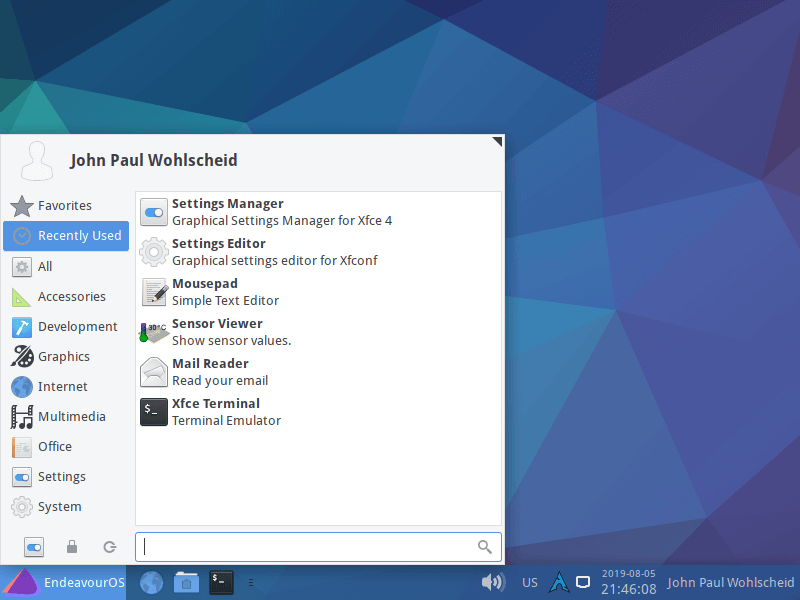 John Paul Wohlscheid
Favorites
Recently Used
All
Accessories
Development
Graphics
Internet
Multimedia
Office
Settings
System
Settings Manager
Graphical Settings Manager for Xfce 4
Settings Editor
Graphical settings editor for Xfconf
Mousepad
Simple Text Editor
30°C
Sensor Viewer
Show sensor values.
Mail Reader
Read your email
$_
Xfce Terminal
Terminal Emulator
EndeavourOS
$_
US
2019-08-05
21:46:08
John Paul Wohlscheid